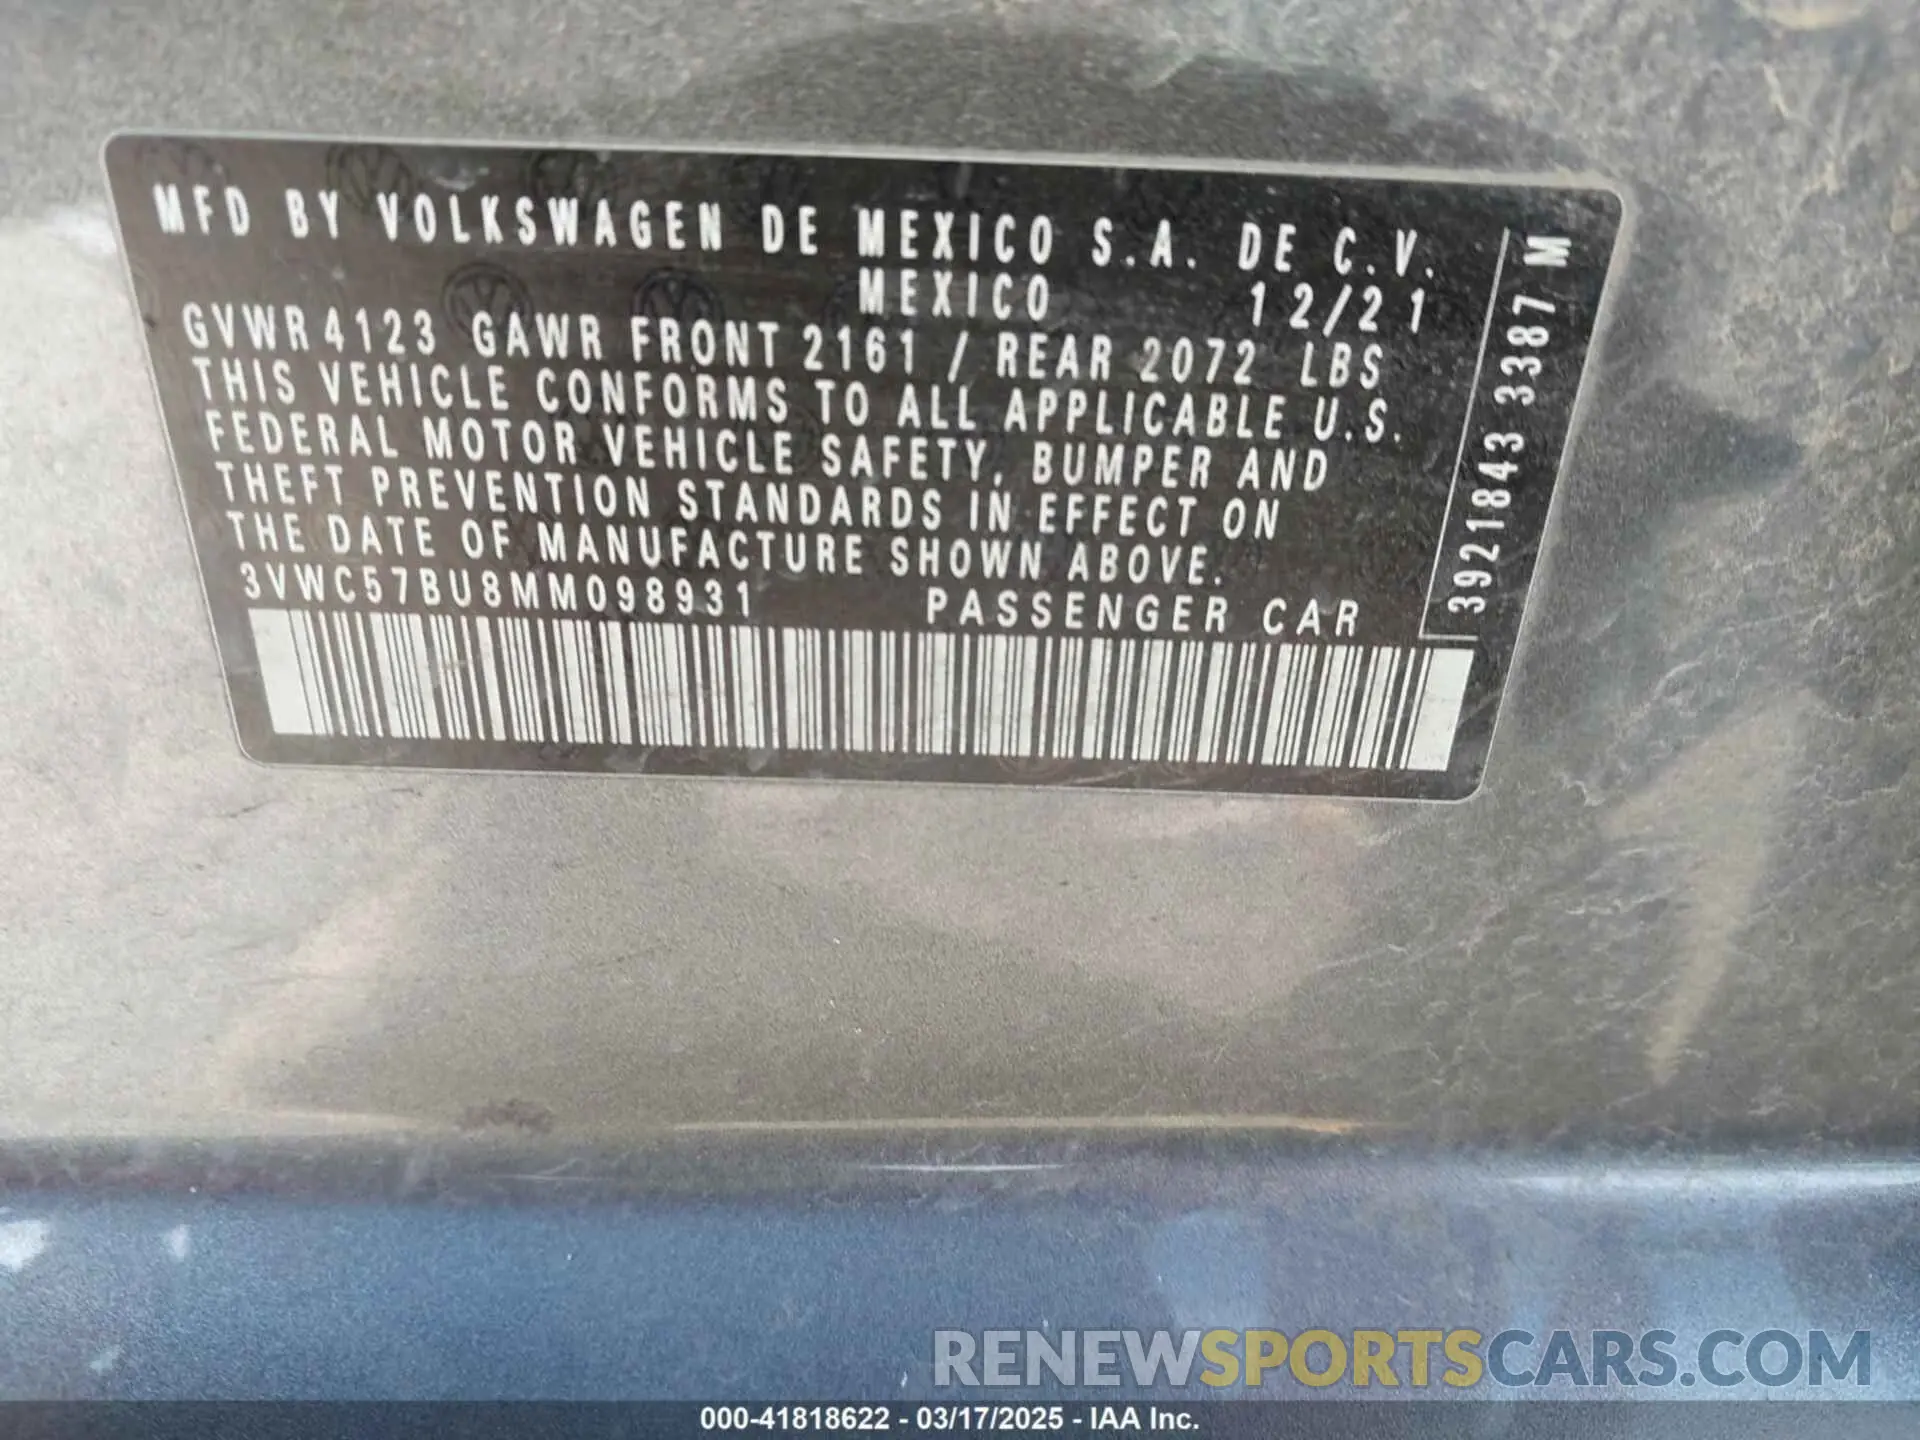 MFD BY VOLKSWAGEN DE MEXICO S.A. DE C.V.
MEXICO 12/21
GVWR 4123 GAWR FRONT 2161 / REAR 2072 LBS
THIS VEHICLE CONFORMS TO ALL APPLICABLE U.S.
FEDERAL MOTOR VEHICLE SAFETY, BUMPER AND
THEFT PREVENTION STANDARDS IN EFFECT ON
THE DATE OF MANUFACTURE SHOWN ABOVE.
3VWC57BU8MM098931 PASSENGER CAR
3921843 3387 M
RENEWSPORTSCARS.COM
000-41818622 - 03/17/2025 - IAA Inc.